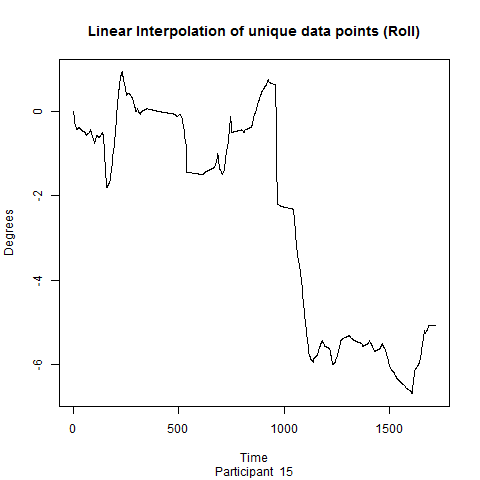 Linear Interpolation of unique data points (Roll)
Degrees
0
-2
-4
-6
0 500 1000 1500
Time
Participant 15